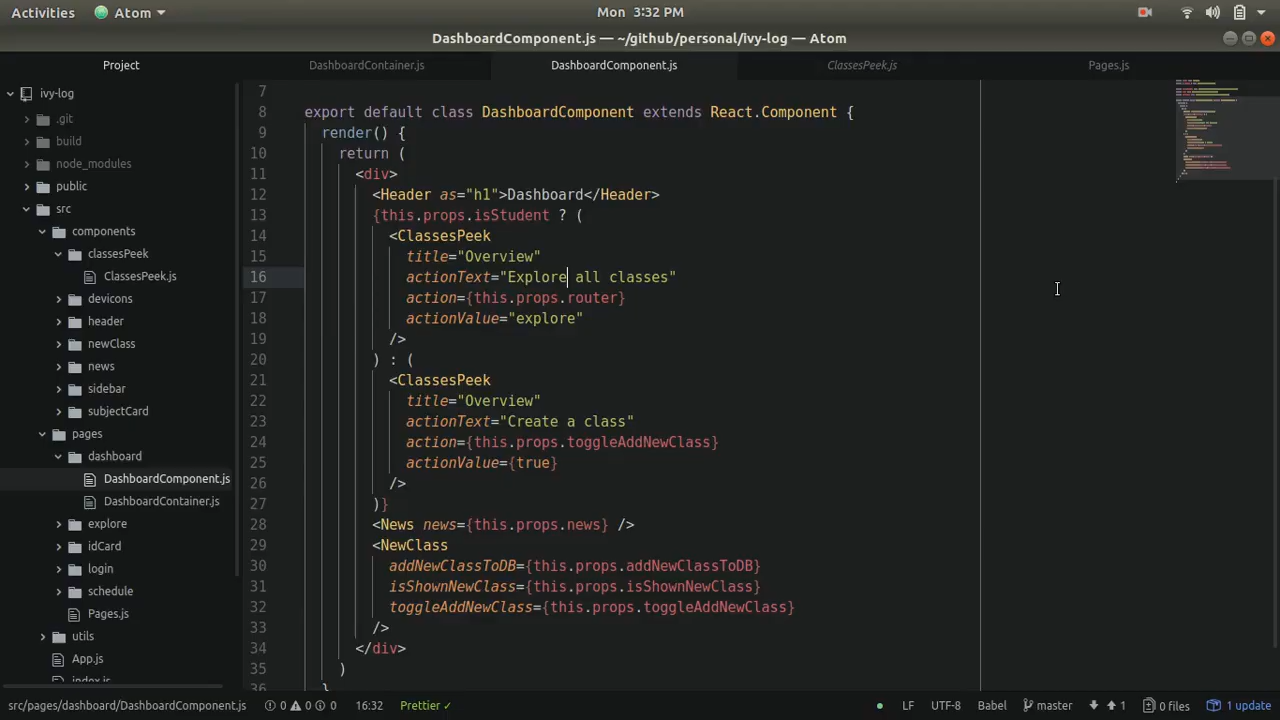 Activities Atom Mon 3:32 PM
DashboardComponent.js — ~/github/personal/ivy-log — Atom
Project
DashboardContainer.js DashboardComponent.js ClassesPeek.js Pages.js
ivy-log
.git
build
node_modules
public
src
components
classesPeek
ClassesPeek.js
devicons
header
newClass
news
sidebar
subjectCard
pages
dashboard
DashboardComponent.js
DashboardContainer.js
explore
idCard
login
schedule
Pages.js
utils
App.js
index.js
7
8 export default class DashboardComponent extends React.Component {
9 render() {
10 return (
11 <div>
12 <Header as="h1">Dashboard</Header>
13 {this.props.isStudent ? (
14 <ClassesPeek
15 title="Overview"
16 actionText="Explore all classes"
17 action={this.props.router}
18 actionValue="explore"
19 />
20 ) : (
21 <ClassesPeek
22 title="Overview"
23 actionText="Create a class"
24 action={this.props.toggleAddNewClass}
25 actionValue={true}
26 />
27 )}
28 <News news={this.props.news} />
29 <NewClass
30 addNewClassToDB={this.props.addNewClassToDB}
31 isShownNewClass={this.props.isShownNewClass}
32 toggleAddNewClass={this.props.toggleAddNewClass}
33 />
34 </div>
35 )
36 }
src/pages/dashboard/DashboardComponent.js 0 0 0 16:32 Prettier ✓ LF UTF-8 Babel master 1 0 files 1 update